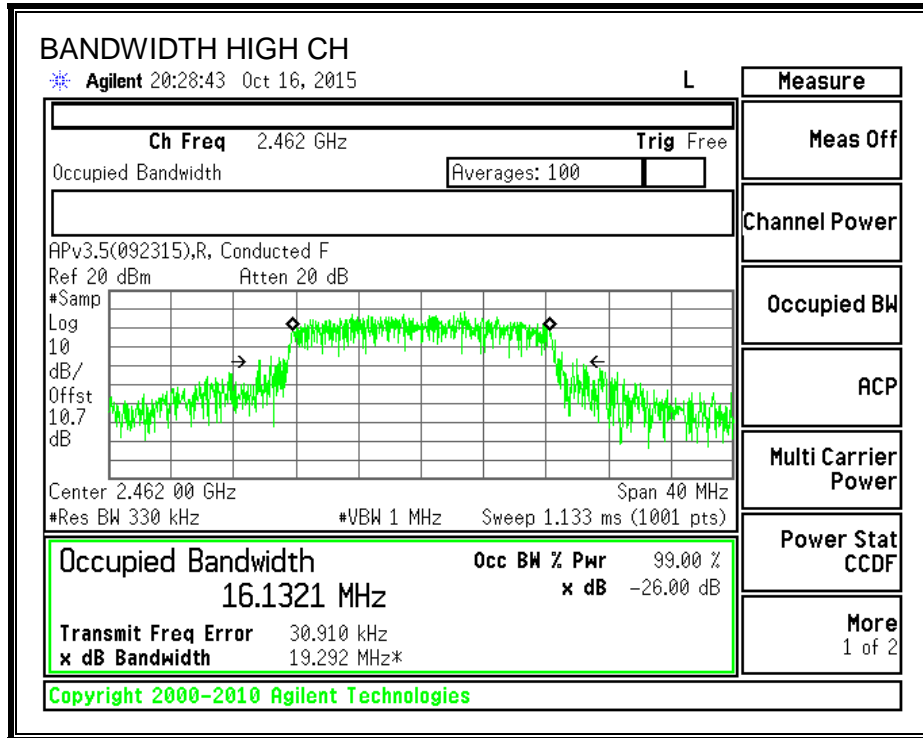 BANDWIDTH HIGH CH
Agilent 20:28:43 Oct 16, 2015 L
Measure
Ch Freq 2.462 GHz Trig Free
Meas Off
Occupied Bandwidth Averages: 100
Channel Power
APv3.5(092315),R, Conducted F
Ref 20 dBm Atten 20 dB
#Samp
Log
10
dB/
Offst
10.7
dB
Occupied BW
ACP
Multi Carrier
Power
Center 2.462 00 GHz Span 40 MHz
#Res BW 330 kHz #VBW 1 MHz Sweep 1.133 ms (1001 pts)
Occupied Bandwidth Occ BW % Pwr 99.00 %
16.1321 MHz x dB -26.00 dB
Transmit Freq Error 30.910 kHz
x dB Bandwidth 19.292 MHz*
Power Stat
CCDF
More
1 of 2
Copyright 2000-2010 Agilent Technologies